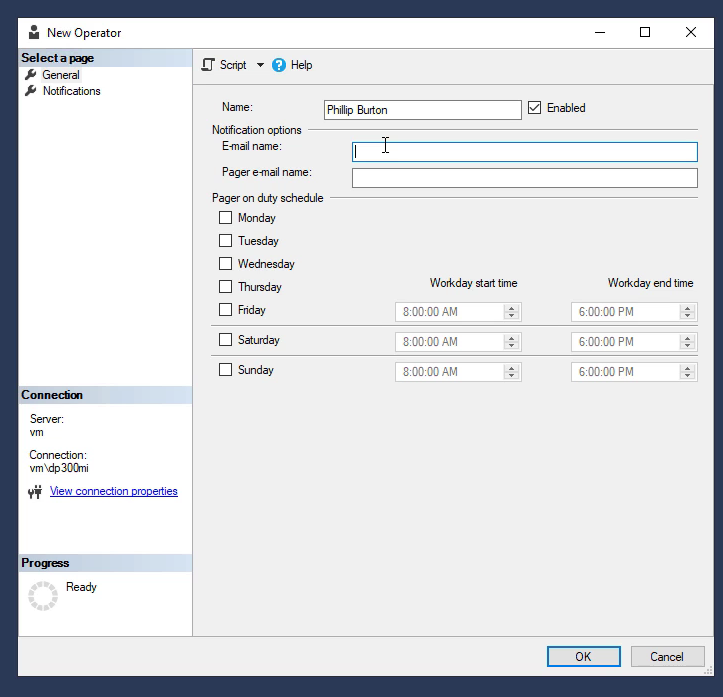 New Operator
Select a page
General
Notifications
Script Help
Name: Phillip Burton Enabled
Notification options
E-mail name:
Pager e-mail name:
Pager on duty schedule
Monday
Tuesday
Wednesday
Thursday Workday start time Workday end time
Friday 8:00:00 AM 6:00:00 PM
Saturday 8:00:00 AM 6:00:00 PM
Sunday 8:00:00 AM 6:00:00 PM
Connection
Server:
vm
Connection:
vm\dp300mi
View connection properties
Progress
Ready
OK Cancel